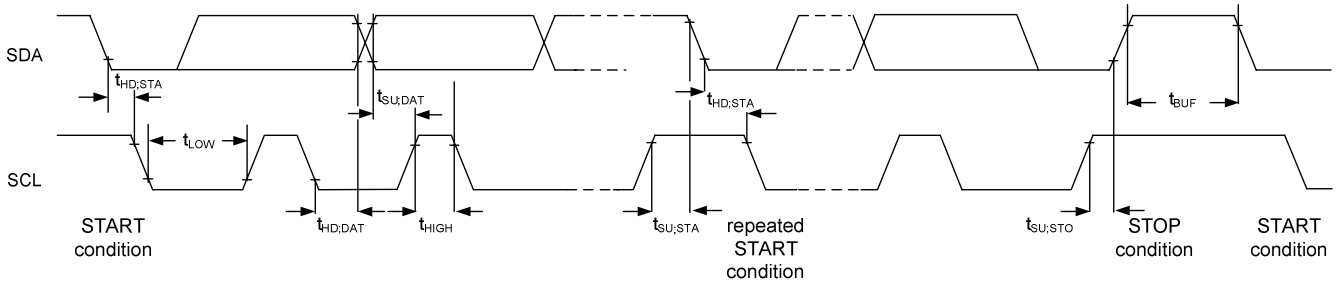 SDA
tHD;STA
tSU;DAT
tHD;STA
tBUF
tLOW
SCL
START
condition
tHD;DAT
tHIGH
tSU;STA
repeated
START
condition
tSU;STO
STOP
condition
START
condition